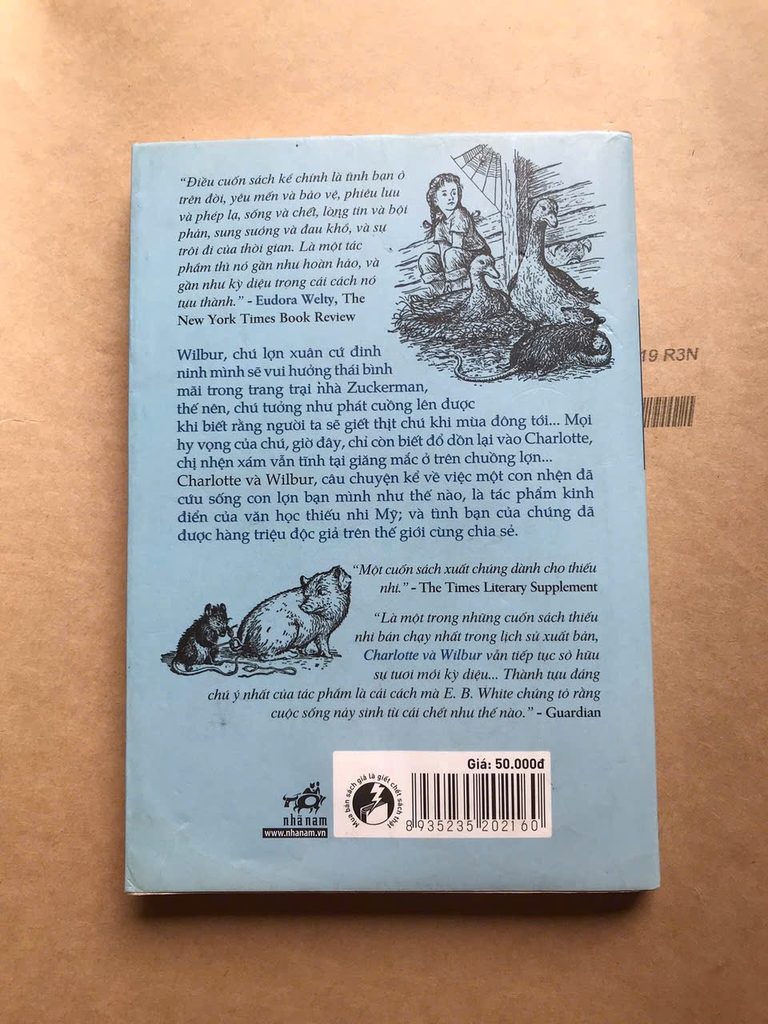 “Điều cuốn sách kể chính là tình bạn ở
trên đời, yêu mến và bảo vệ, phiêu lưu
và phép lạ, sống và chết, lòng tin và bội
phản, sung sướng và đau khổ, và sự
trôi đi của thời gian. Là một tác
phẩm thì nó gần như hoàn hảo, và
gần như kỳ diệu trong cái cách nó
tựu thành.” - Eudora Welty, The
New York Times Book Review
Wilbur, chú lợn xuân cứ đinh
ninh mình sẽ vui hưởng thái bình
mãi trong trang trại nhà Zuckerman,
thế nên, chú tưởng như phát cuồng lên được
khi biết rằng người ta sẽ giết thịt chú khi mùa đông tới... Mọi
hy vọng của chú, giờ đây, chỉ còn biết đổ dồn lại vào Charlotte,
chị nhện xám vẫn tĩnh tại giăng mắc ở trên chuồng lợn...
Charlotte và Wilbur, câu chuyện kể về việc một con nhện đã
cứu sống con lợn bạn mình như thế nào, là tác phẩm kinh
điển của văn học thiếu nhi Mỹ; và tình bạn của chúng đã
được hàng triệu độc giả trên thế giới cùng chia sẻ.
“Một cuốn sách xuất chúng dành cho thiếu
nhi.” - The Times Literary Supplement
“Là một trong những cuốn sách thiếu
nhi bán chạy nhất trong lịch sử xuất bản,
Charlotte và Wilbur vẫn tiếp tục sở hữu
sự tươi mới kỳ diệu... Thành tựu đáng
chú ý nhất của tác phẩm là cái cách mà E. B. White chứng tỏ rằng
cuộc sống nảy sinh từ cái chết như thế nào.” - Guardian
nhã nam
www.nhanam.vn
Mua bán sách giả là giết chết sách thật
Giá: 50.000đ
8 935235 202160
19 R3N